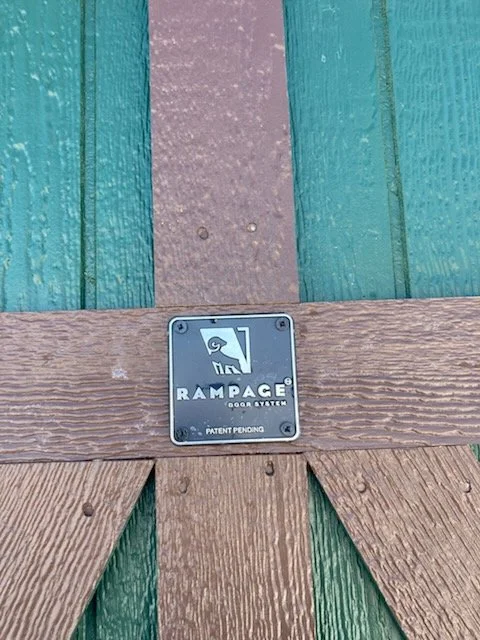 RAMPAGE
DOOR SYSTEM
PATENT PENDING